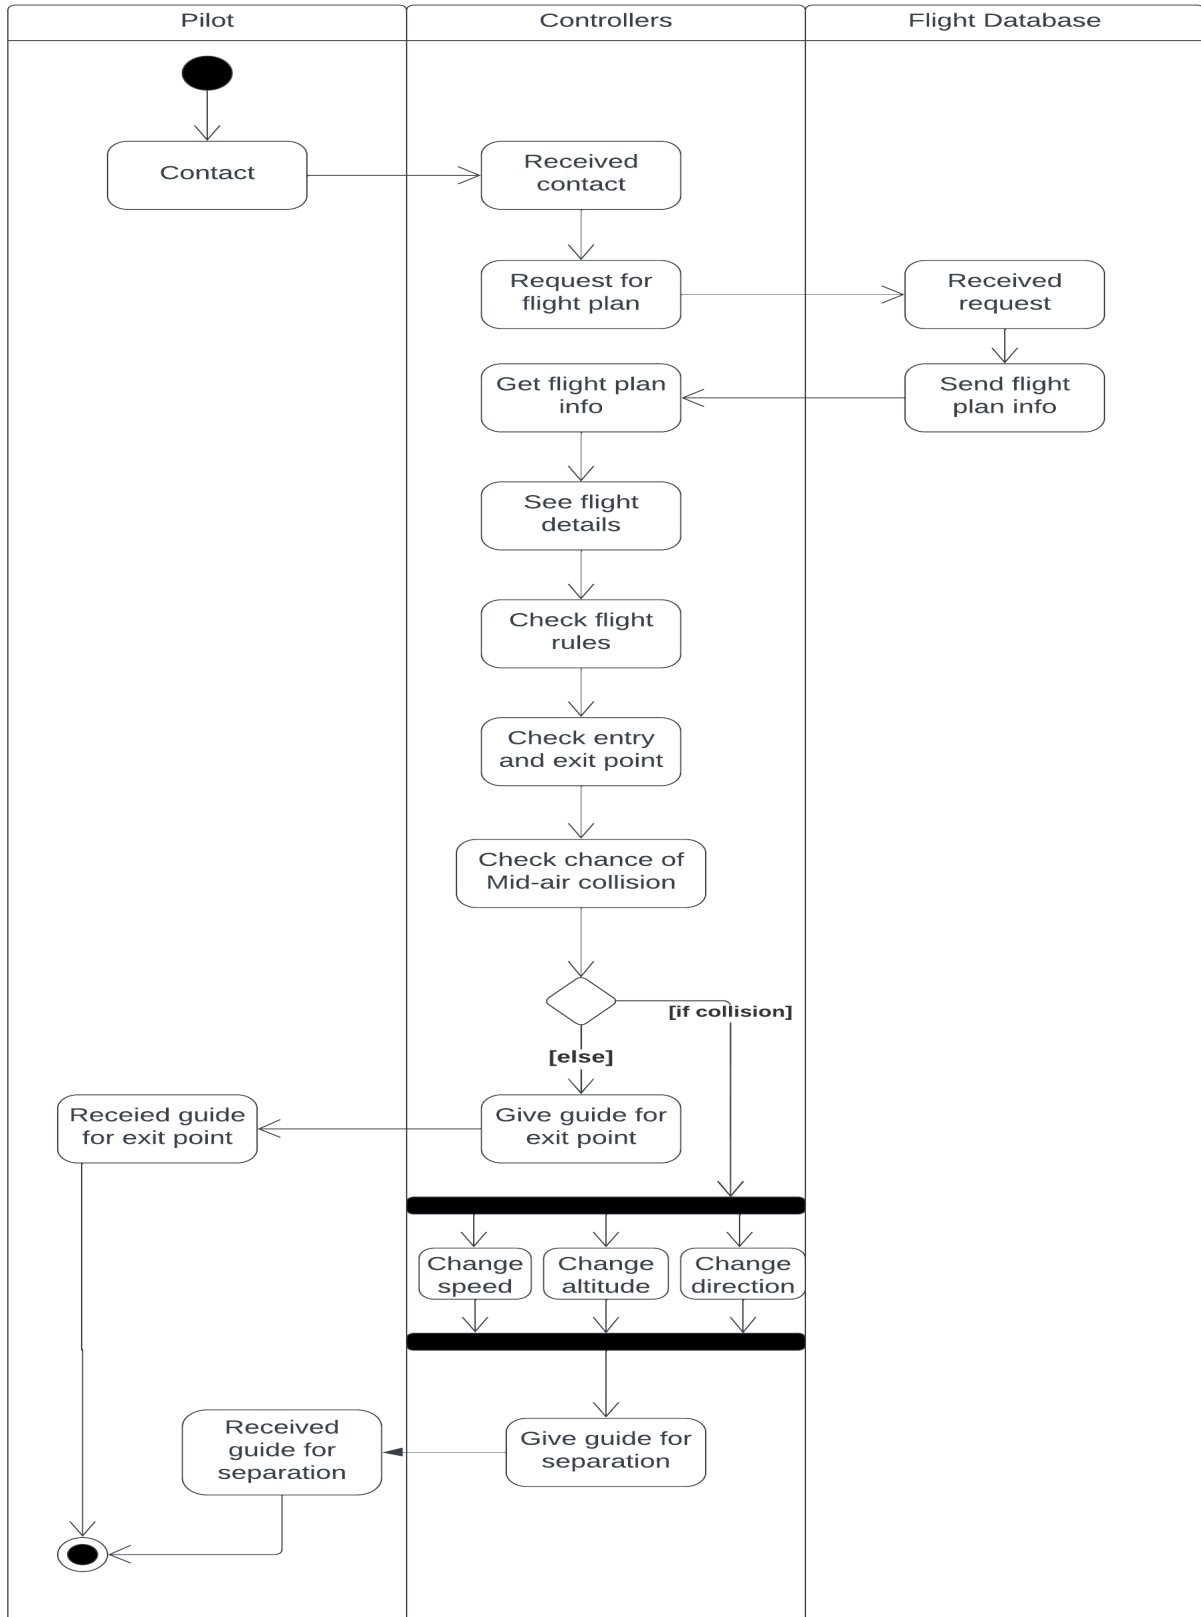 Pilot
Controllers
Flight Database
Contact
Received
contact
Request for
flight plan
Received
request
Get flight plan
info
Send flight
plan info
See flight
details
Check flight
rules
Check entry
and exit point
Check chance of
Mid-air collision
[if collision]
[else]
Receied guide
for exit point
Give guide for
exit point
Change
speed
Change
altitude
Change
direction
Received
guide for
separation
Give guide for
separation